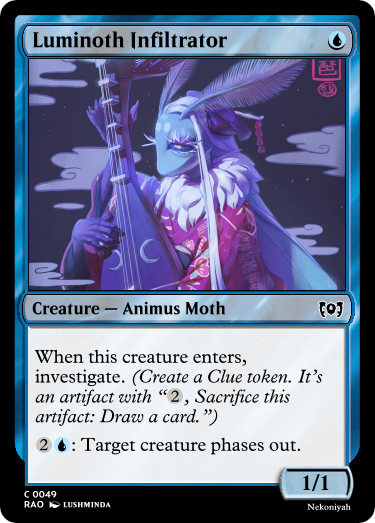 Luminoth Infiltrator
Creature — Animus Moth
When this creature enters,
investigate. (Create a Clue token. It's
an artifact with “2, Sacrifice this
artifact: Draw a card.”)
2: Target creature phases out.
1/1
C 0049
RAO LUSHMINDA
Nekoniyah